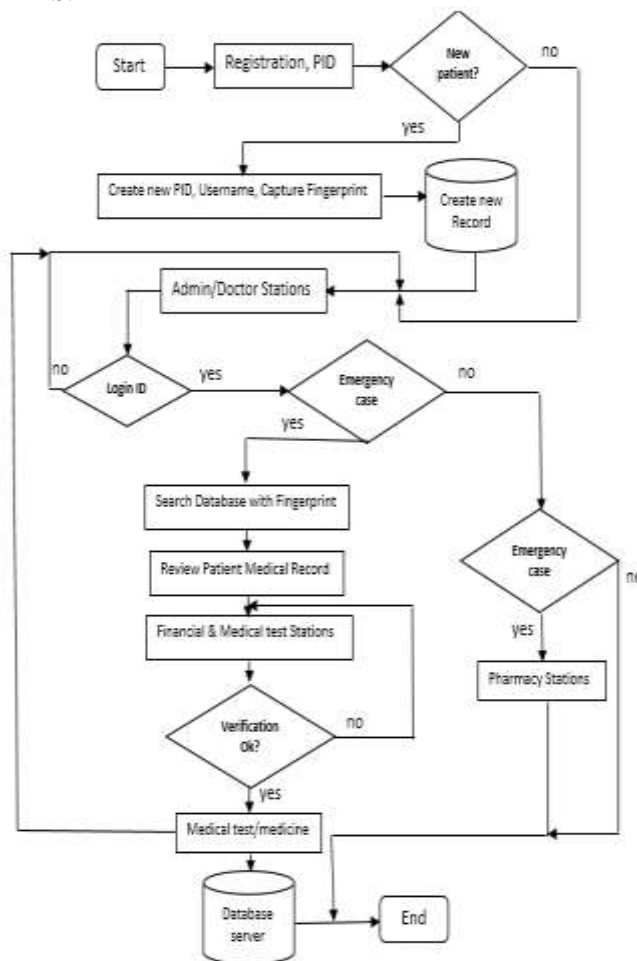 Start
Registration, PID
New
patient?
no
yes
Create new PID, Username, Capture Fingerprint
Create new
Record
Admin/Doctor Stations
no
Login ID
yes
Emergency
case
no
yes
Search Database with Fingerprint
Review Patient Medical Record
Emergency
case
Financial & Medical test Stations
yes
Pharmacy Stations
Verification
Ok?
no
yes
Medical test/medicine
Database
server
End